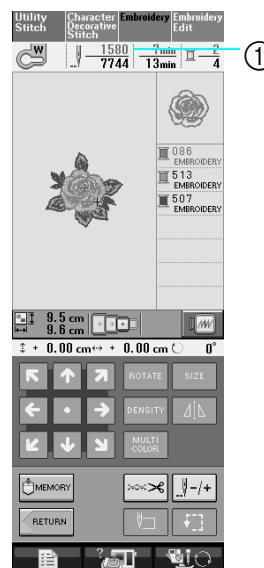 Utility Stitch
Character Decorative Stitch
Embroidery
Embroidery Edit
W
1580
7744
7min
13min
2
4
①
086
EMBROIDERY
513
EMBROIDERY
507
EMBROIDERY
9.5 cm
9.6 cm
+ 0.00 cm + 0.00 cm 0°
ROTATE
SIZE
DENSITY
MULTI COLOR
MEMORY
-/+
RETURN